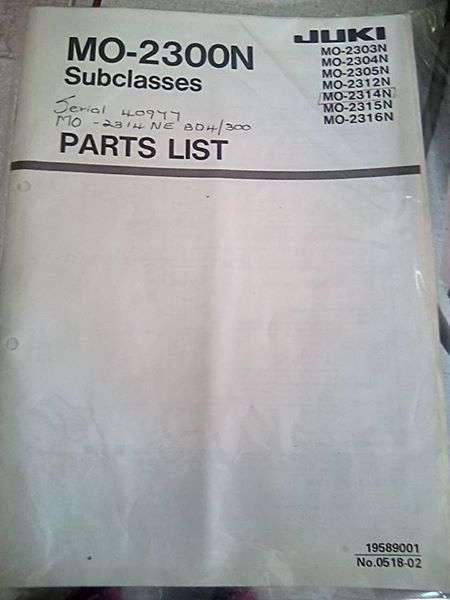 JUKI
MO-2300N
Subclasses
MO-2303N
MO-2304N
MO-2305N
MO-2312N
MO-2314N
MO-2315N
MO-2316N
Serial 40977
MO - 2314 NE BD4/300
PARTS LIST
19589001
No.0518-02